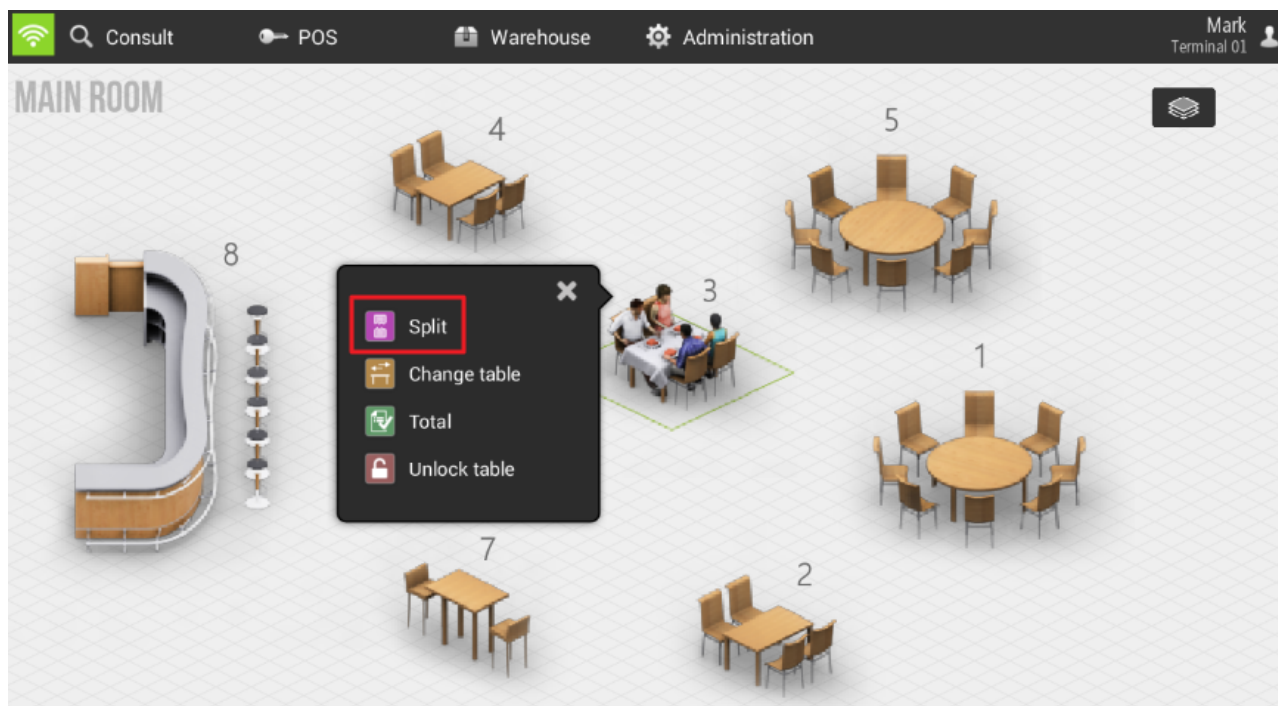 Consult POS Warehouse Administration Mark
Terminal 01
MAIN ROOM
4
5
8
3
Split
1
Change table
Total
Unlock table
7
2